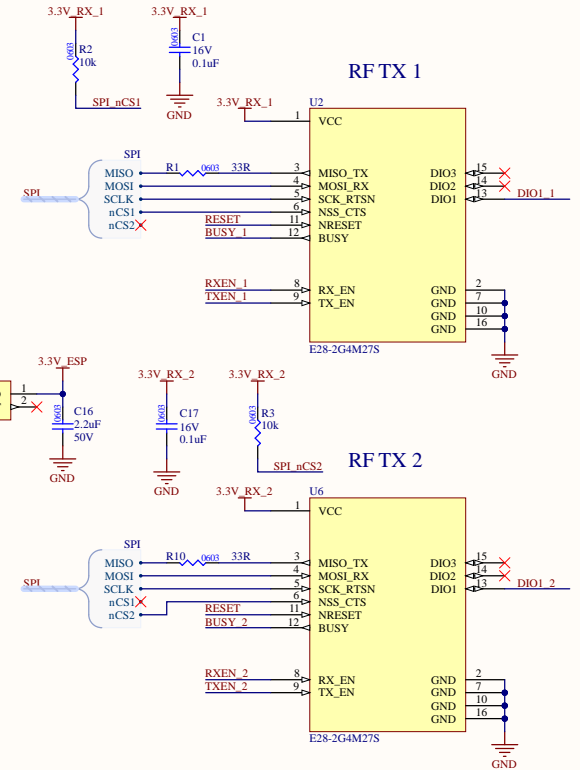 3.3V_RX_1
0603
R2
10k
SPI_nCS1
3.3V_RX_1
0603
C1
16V
0.1uF
GND
RF TX 1
3.3V_RX_1
U2
1 VCC
SPI
SPI
MISO R1 0603 33R 3 MISO_TX DIO3 15
MOSI 4 MOSI_RX DIO2 14
SCLK 5 SCK_RTSN DIO1 13 DIO1_1
nCS1 6 NSS_CTS
nCS2 RESET 11 NRESET
BUSY_1 12 BUSY
RXEN_1 8 RX_EN GND 2
TXEN_1 9 TX_EN GND 7
GND 10
GND 16
E28-2G4M27S
GND
3.3V_ESP
1
2
0603
C16
2.2uF
50V
GND
3.3V_RX_2
0603
C17
16V
0.1uF
GND
3.3V_RX_2
0603
R3
10k
SPI_nCS2
RF TX 2
3.3V_RX_2
U6
1 VCC
SPI
SPI
MISO R10 0603 33R 3 MISO_TX DIO3 15
MOSI 4 MOSI_RX DIO2 14
SCLK 5 SCK_RTSN DIO1 13 DIO1_2
nCS1 6 NSS_CTS
nCS2 RESET 11 NRESET
BUSY_2 12 BUSY
RXEN_2 8 RX_EN GND 2
TXEN_2 9 TX_EN GND 7
GND 10
GND 16
E28-2G4M27S
GND